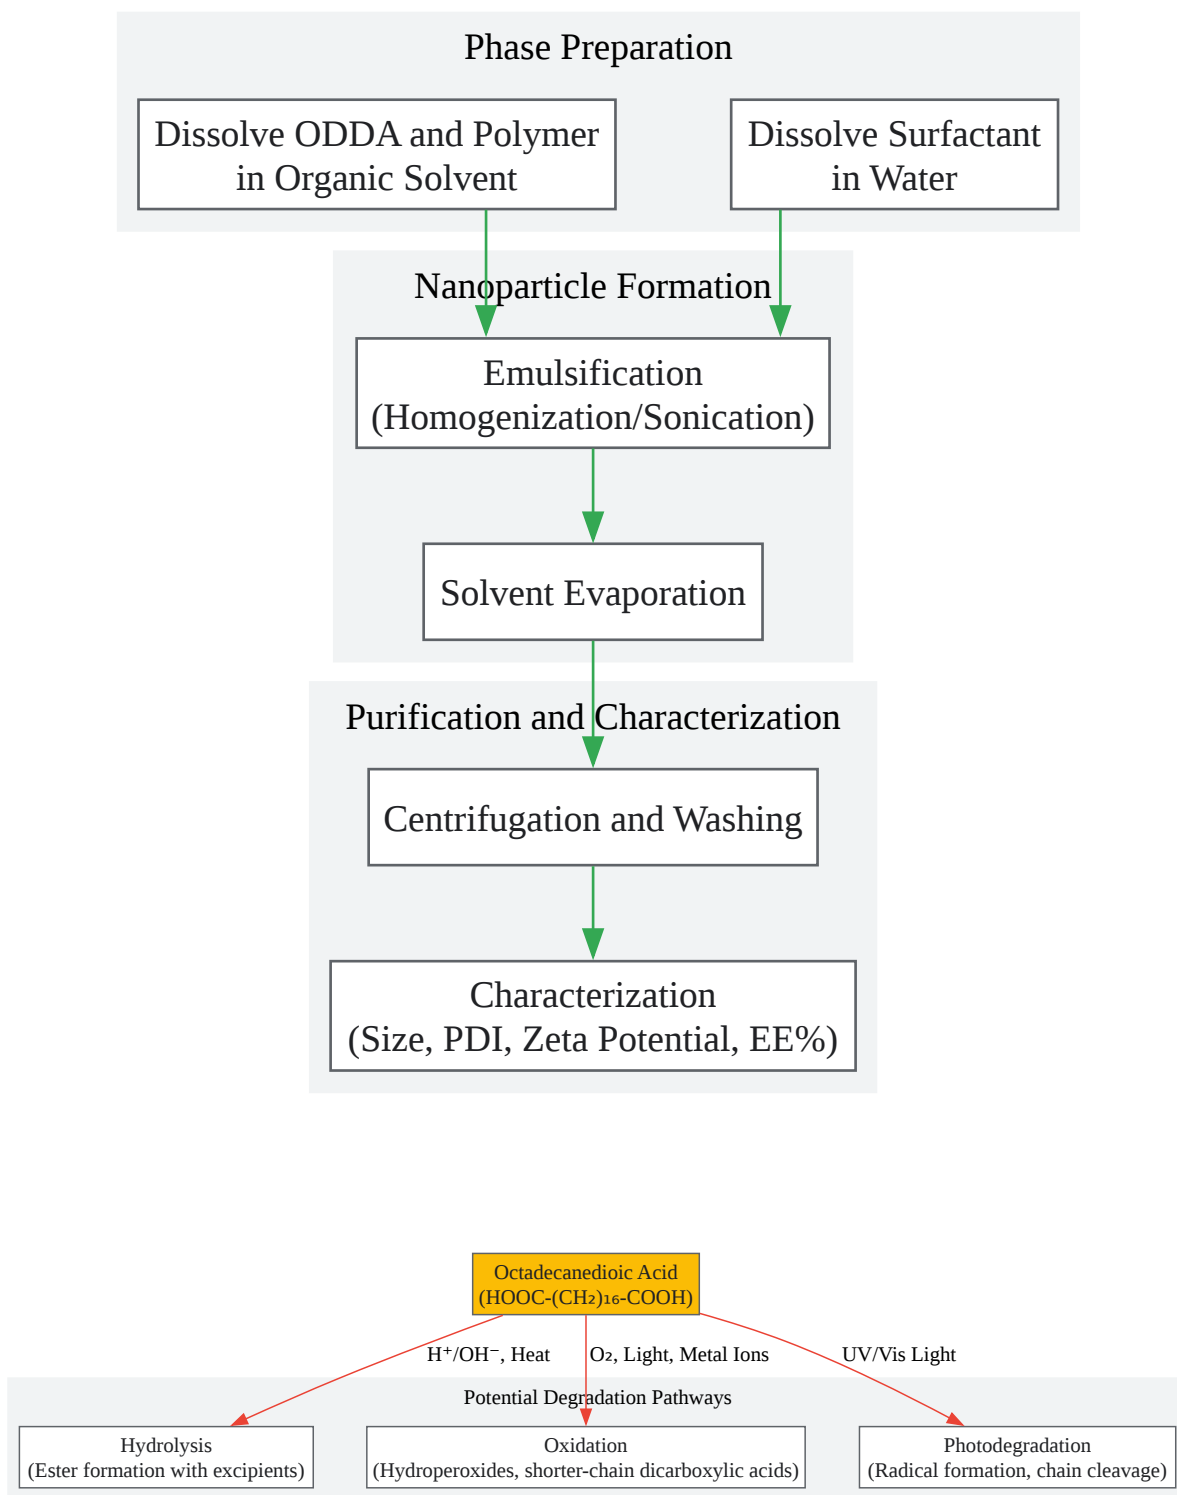 Phase Preparation
Dissolve ODDA and Polymer
in Organic Solvent
Dissolve Surfactant
in Water
Nanoparticle Formation
Emulsification
(Homogenization/Sonication)
Solvent Evaporation
Purification and Characterization
Centrifugation and Washing
Characterization
(Size, PDI, Zeta Potential, EE%)
Octadecanedioic Acid
(HOOC-(CH₂)₁₆-COOH)
H⁺/OH⁻, Heat
O₂, Light, Metal Ions
UV/Vis Light
Potential Degradation Pathways
Hydrolysis
(Ester formation with excipients)
Oxidation
(Hydroperoxides, shorter-chain dicarboxylic acids)
Photodegradation
(Radical formation, chain cleavage)